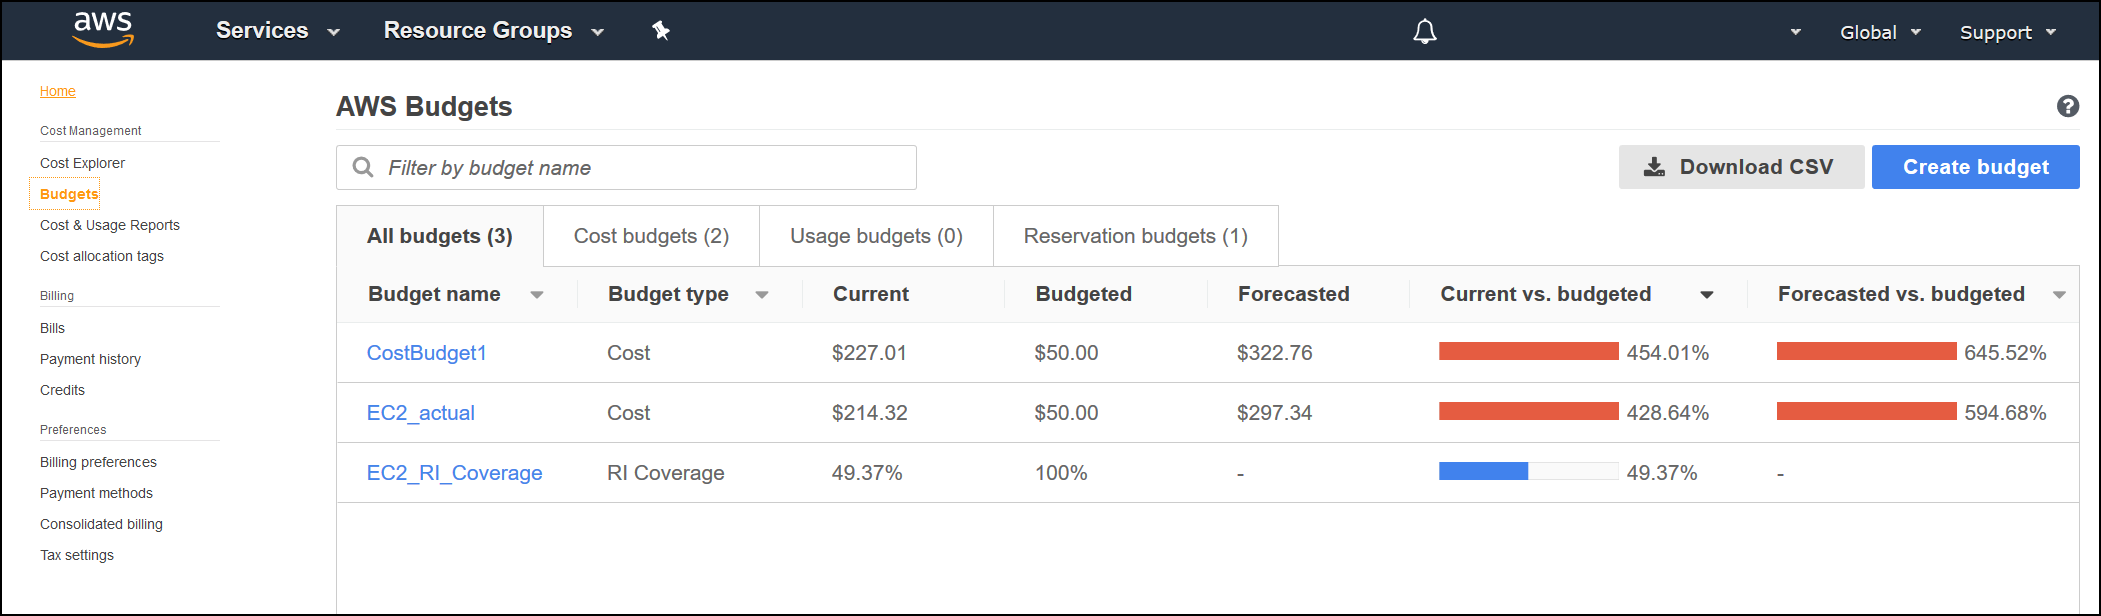 aws Services Resource Groups Global Support
Home
Cost Management
Cost Explorer
Budgets
Cost & Usage Reports
Cost allocation tags
Billing
Bills
Payment history
Credits
Preferences
Billing preferences
Payment methods
Consolidated billing
Tax settings
AWS Budgets
Filter by budget name
Download CSV Create budget
All budgets (3) Cost budgets (2) Usage budgets (0) Reservation budgets (1)
Budget name Budget type Current Budgeted Forecasted Current vs. budgeted Forecasted vs. budgeted
CostBudget1 Cost $227.01 $50.00 $322.76 454.01% 645.52%
EC2_actual Cost $214.32 $50.00 $297.34 428.64% 594.68%
EC2_RI_Coverage RI Coverage 49.37% 100% - 49.37% -